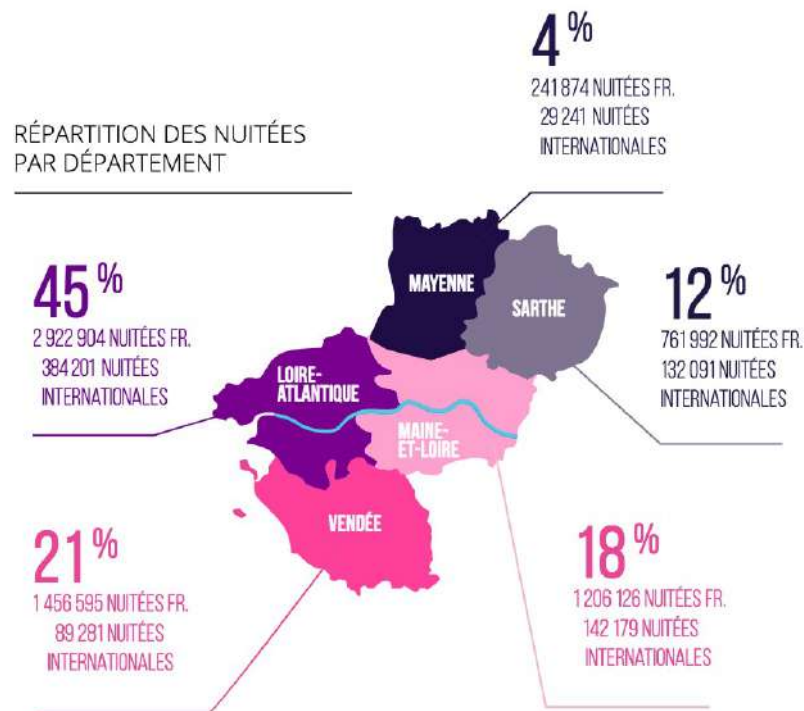 RÉPARTITION DES NUITÉES
PAR DÉPARTEMENT
4%
241 874 NUITÉES FR.
29 241 NUITÉES
INTERNATIONALES
45%
2 922 904 NUITÉES FR.
384 201 NUITÉES
INTERNATIONALES
MAYENNE
SARTHE
12%
761 992 NUITÉES FR.
132 091 NUITÉES
INTERNATIONALES
LOIRE-
ATLANTIQUE
MAINE-
ET-LOIRE
VENDÉE
21%
1 456 595 NUITÉES FR.
89 281 NUITÉES
INTERNATIONALES
18%
1 206 126 NUITÉES FR.
142 179 NUITÉES
INTERNATIONALES